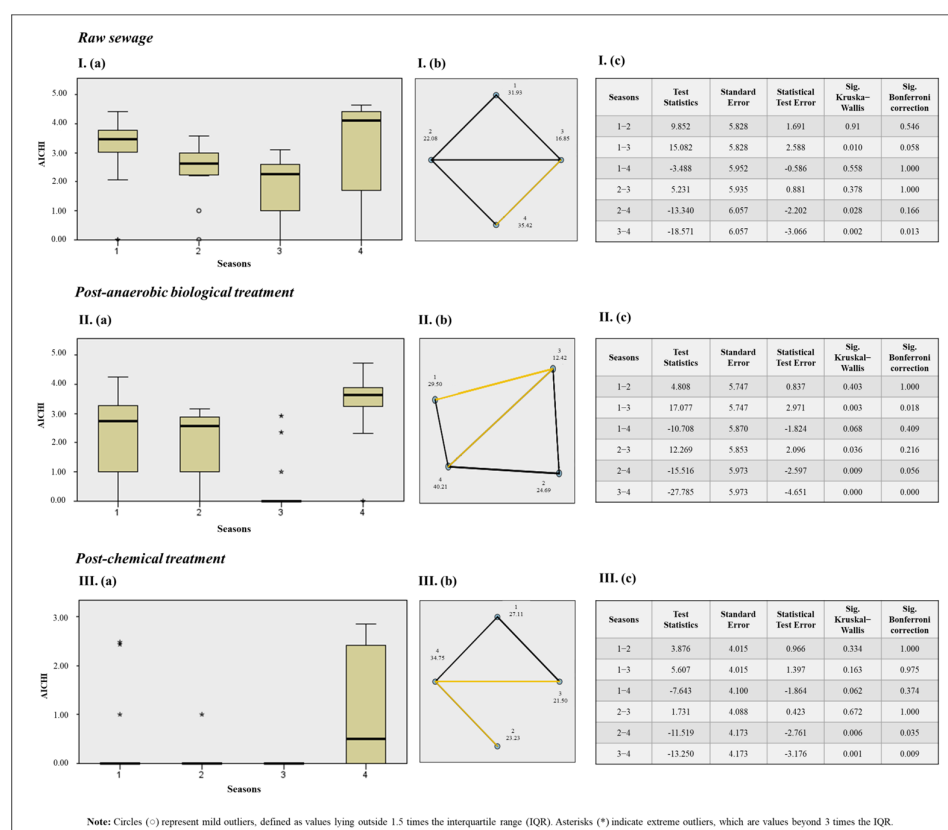 Raw sewage
I. (a)
I. (b)
I. (c)
5.00
4.00
3.00
2.00
1.00
0.00
AICHI
1 2 3 4
Seasons
1
31.93
2
22.08
3
16.85
4
35.42
Seasons Test Statistics Standard Error Statistical Test Error Sig. Kruska−Wallis Sig. Bonferroni correction
1−2 9.852 5.828 1.691 0.91 0.546
1−3 15.082 5.828 2.588 0.010 0.058
1−4 -3.488 5.952 -0.586 0.558 1.000
2−3 5.231 5.935 0.881 0.378 1.000
2−4 -13.340 6.057 -2.202 0.028 0.166
3−4 -18.571 6.057 -3.066 0.002 0.013
Post-anaerobic biological treatment
II. (a)
II. (b)
II. (c)
5.00
4.00
3.00
2.00
1.00
0.00
AICHI
1 2 3 4
Seasons
3
12.42
1
29.50
4
40.21
2
24.69
Seasons Test Statistics Standard Error Statistical Test Error Sig. Kruskal−Wallis Sig. Bonferroni correction
1−2 4.808 5.747 0.837 0.403 1.000
1−3 17.077 5.747 2.971 0.003 0.018
1−4 -10.708 5.870 -1.824 0.068 0.409
2−3 12.269 5.853 2.096 0.036 0.216
2−4 -15.516 5.973 -2.597 0.009 0.056
3−4 -27.785 5.973 -4.651 0.000 0.000
Post-chemical treatment
III. (a)
III. (b)
III. (c)
3.00
2.00
1.00
0.00
AICHI
1 2 3 4
Seasons
1
27.11
4
34.75
3
21.50
2
23.23
Seasons Test Statistics Standard Error Statistical Test Error Sig. Kruskal−Wallis Sig. Bonferroni correction
1−2 3.876 4.015 0.966 0.334 1.000
1−3 5.607 4.015 1.397 0.163 0.975
1−4 -7.643 4.100 -1.864 0.062 0.374
2−3 1.731 4.088 0.423 0.672 1.000
2−4 -11.519 4.173 -2.761 0.006 0.035
3−4 -13.250 4.173 -3.176 0.001 0.009
Note: Circles (○) represent mild outliers, defined as values lying outside 1.5 times the interquartile range (IQR). Asterisks (*) indicate extreme outliers, which are values beyond 3 times the IQR.